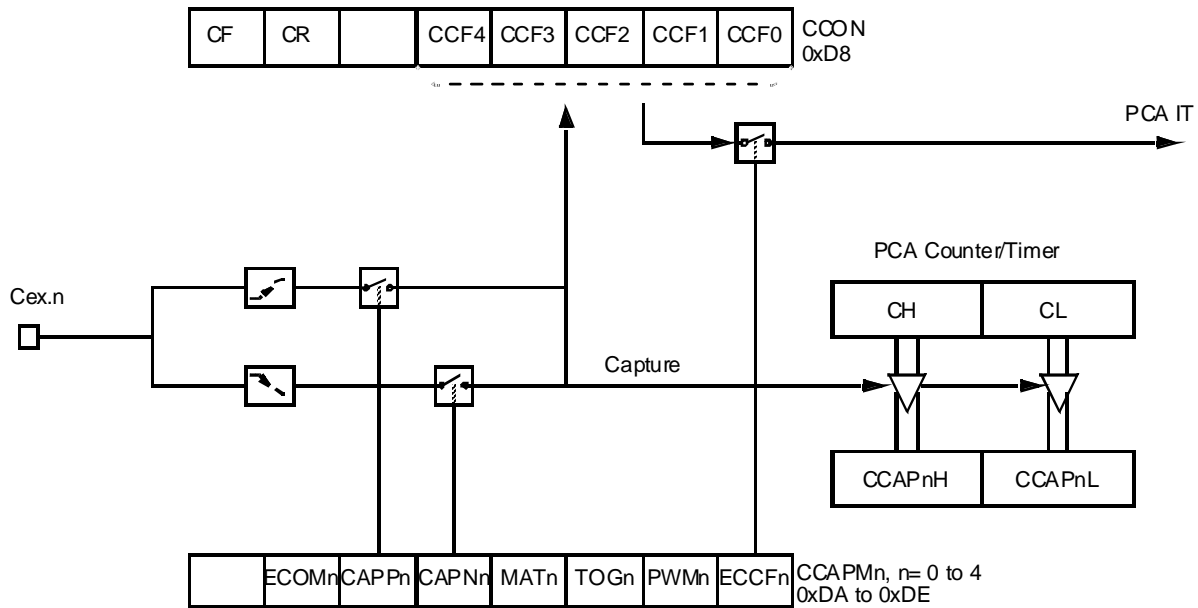 CF CR CCF4 CCF3 CCF2 CCF1 CCF0 CCON
0xD8
PCA IT
PCA Counter/Timer
Cex.n
CH CL
Capture
CCAPnH CCAPnL
ECOMn CAPPn CAPNn MATn TOGn PWMn ECCFn CCAPMn, n= 0 to 4
0xDA to 0xDE